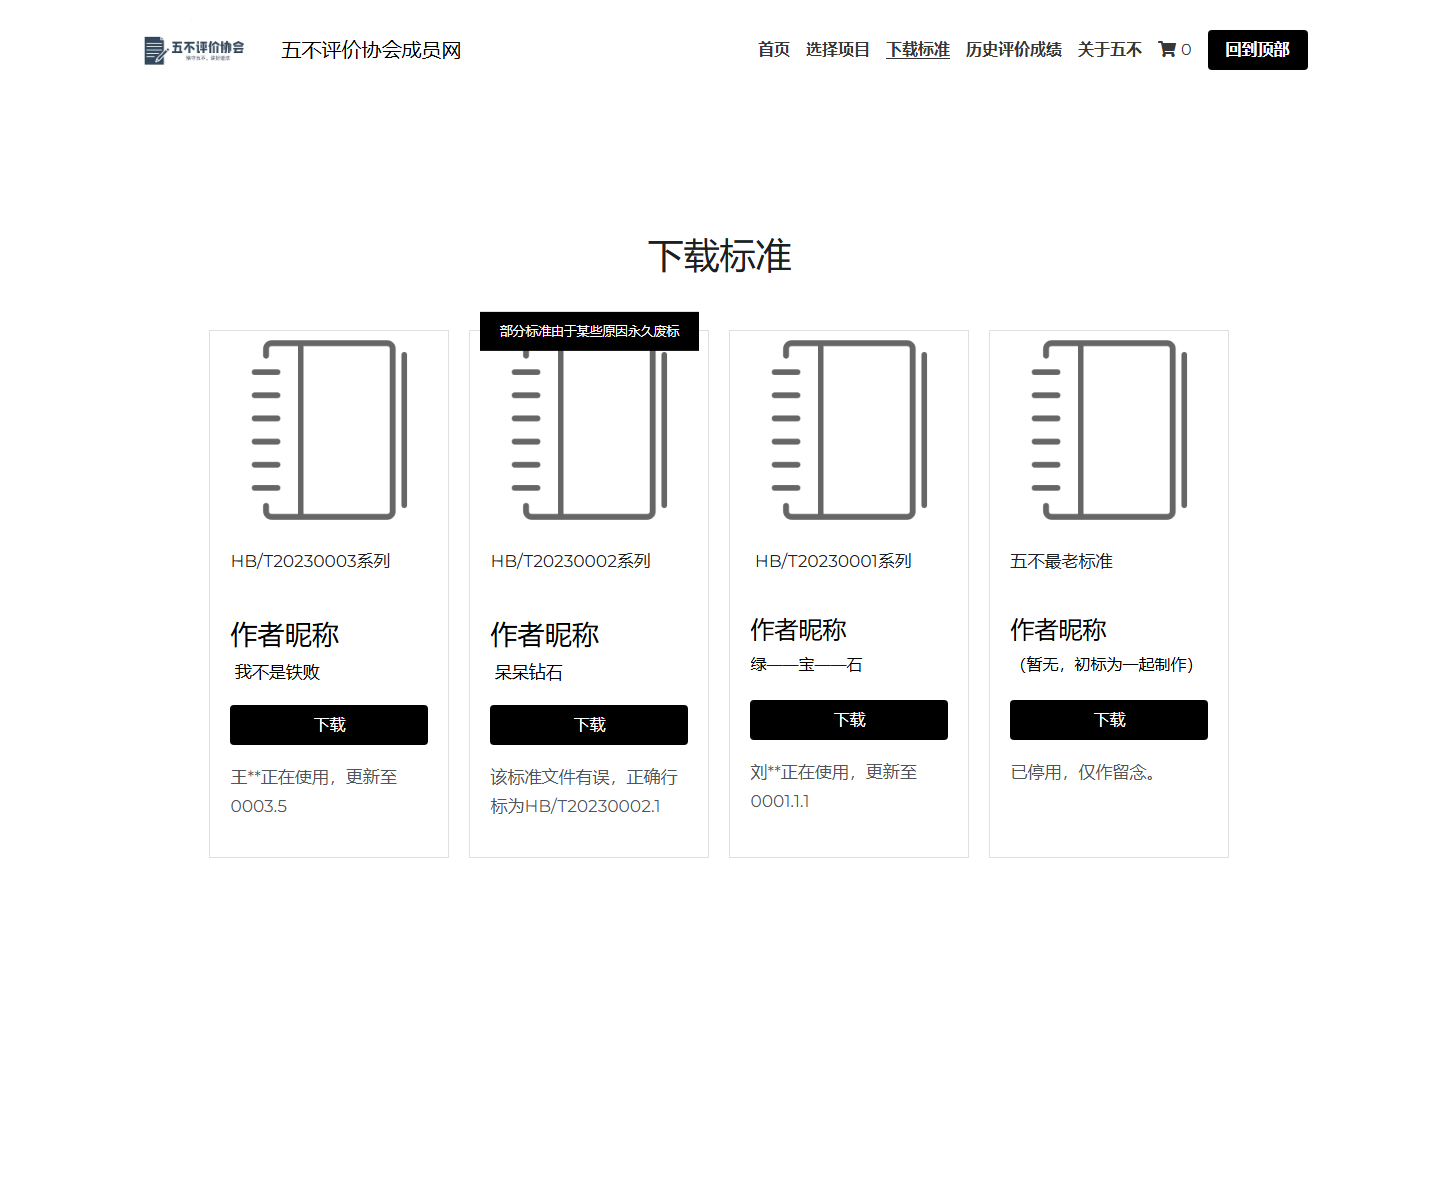 五不评价协会
五不评价协会成员网
首页
选择项目
下载标准
历史评价成绩
关于五不
0
回到顶部
下载标准
HB/T20230003系列
作者昵称
我不是铁败
下载
王**正在使用，更新至
0003.5
部分标准由于某些原因永久废标
HB/T20230002系列
作者昵称
呆呆钻石
下载
该标准文件有误，正确行
标为HB/T20230002.1
HB/T20230001系列
作者昵称
绿——宝——石
下载
刘**正在使用，更新至
0001.1.1
五不最老标准
作者昵称
（暂无，初标为一起制作）
下载
已停用，仅作留念。